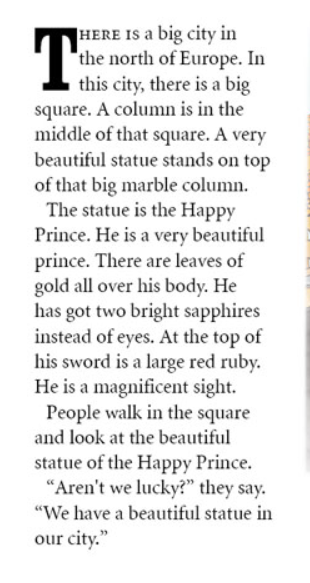 THERE IS a big city in
the north of Europe. In
this city, there is a big
square. A column is in the
middle of that square. A very
beautiful statue stands on top
of that big marble column.
The statue is the Happy
Prince. He is a very beautiful
prince. There are leaves of
gold all over his body. He
has got two bright sapphires
instead of eyes. At the top of
his sword is a large red ruby.
He is a magnificent sight.
People walk in the square
and look at the beautiful
statue of the Happy Prince.
“Aren't we lucky?” they say.
“We have a beautiful statue in
our city.”